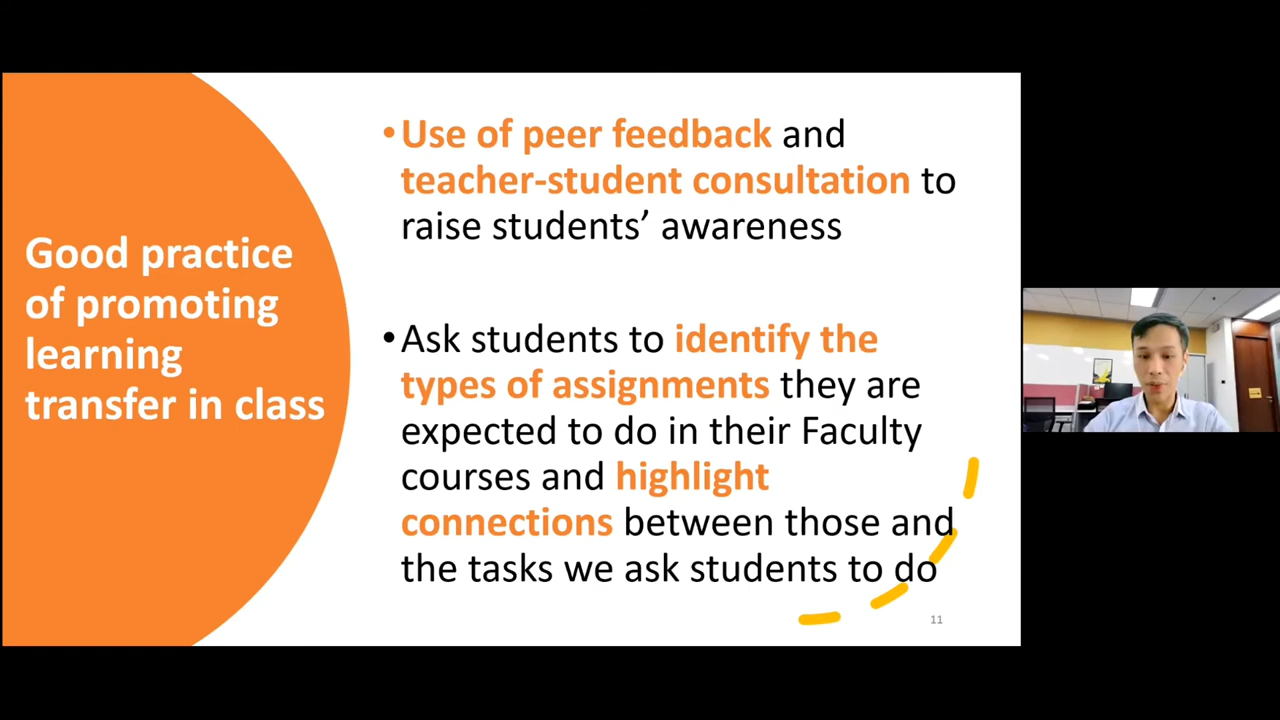 Good practice
of promoting
learning
transfer in class
•Use of peer feedback and
teacher-student consultation to
raise students’ awareness
•Ask students to identify the
types of assignments they are
expected to do in their Faculty
courses and highlight
connections between those and
the tasks we ask students to do
11